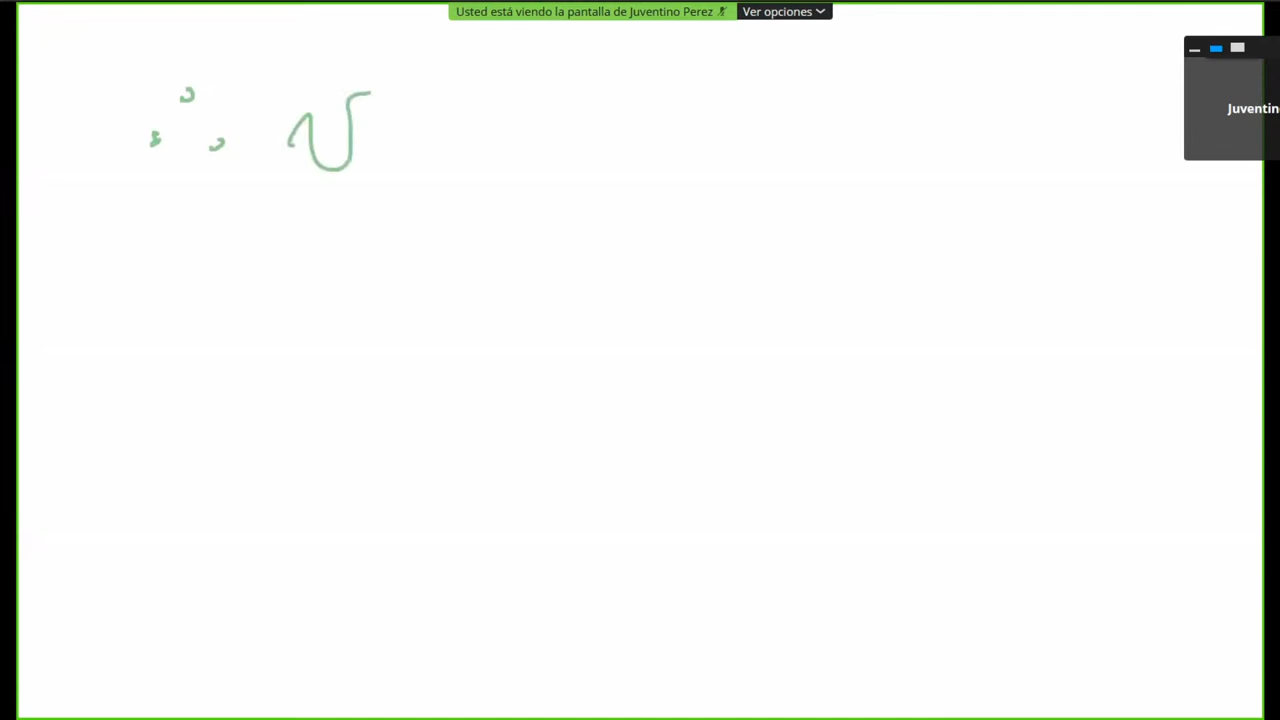 Usted está viendo la pantalla de Juventino Perez Ver opciones
Juventin
∴ v